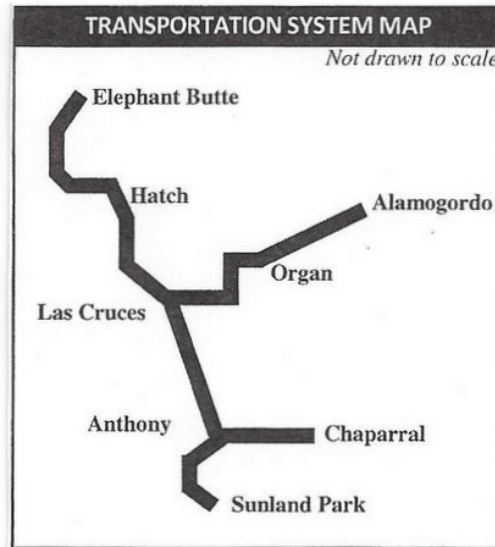 TRANSPORTATION SYSTEM MAP
Not drawn to scale
Elephant Butte
Hatch
Alamogordo
Organ
Las Cruces
Anthony
Chaparral
Sunland Park